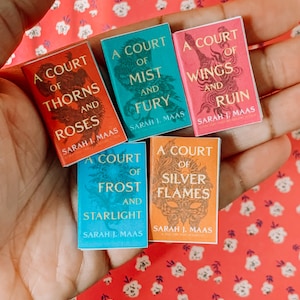 A COURT
OF
THORNS
AND
ROSES
SARAH J. MAAS
A COURT
OF
MIST
AND
FURY
SARAH J. MAAS
A COURT
OF
WINGS
AND
RUIN
SARAH J. MAAS
A COURT
OF
FROST
AND
STARLIGHT
SARAH J. MAAS
A COURT
OF
SILVER
FLAMES
SARAH J. MAAS